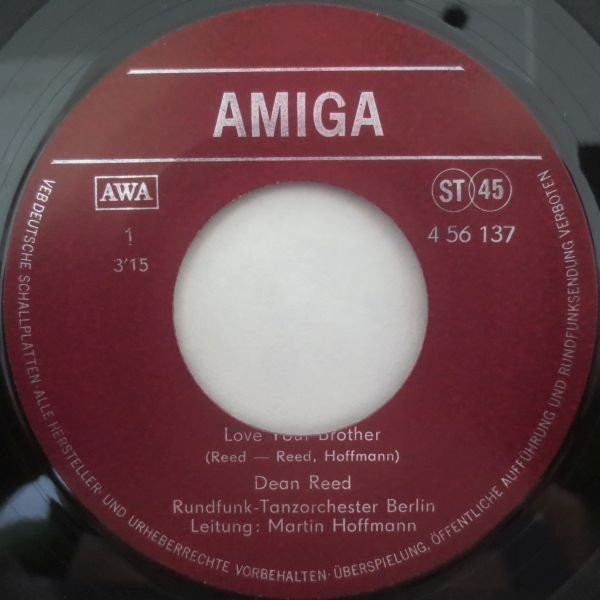 AMIGA
AWA
ST 45
1
3'15
4 56 137
Love Your Brother
(Reed — Reed, Hoffmann)
Dean Reed
Rundfunk-Tanzorchester Berlin
Leitung: Martin Hoffmann
VEB DEUTSCHE SCHALLPLATTEN · ALLE HERSTELLER- UND URHEBERRECHTE VORBEHALTEN · ÜBERSPIELUNG, ÖFFENTLICHE AUFFÜHRUNG UND RUNDFUNKSENDUNG VERBOTEN